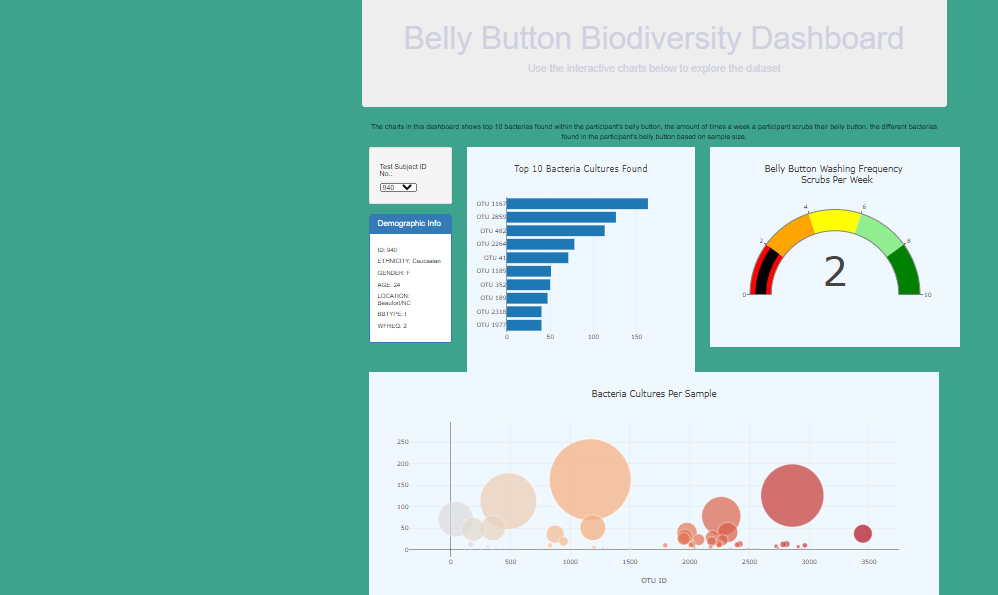 Belly Button Biodiversity Dashboard
Use the interactive charts below to explore the dataset
The charts in this dashboard shows top 10 bacterias found within the participant's belly button, the amount of times a week a participant scrubs their belly button, the different bacterias
found in the participant's belly button based on sample size.
Test Subject ID
No.:
940
Demographic Info
ID: 940
ETHNICITY: Caucasian
GENDER: F
AGE: 24
LOCATION:
Beaufort/NC
BBTYPE: I
WFREQ: 2
Top 10 Bacteria Cultures Found
OTU 1167
OTU 2859
OTU 482
OTU 2264
OTU 41
OTU 1189
OTU 352
OTU 189
OTU 2318
OTU 1977
0 50 100 150
Belly Button Washing Frequency
Scrubs Per Week
0 2 4 6 8 10
2
Bacteria Cultures Per Sample
250
200
150
100
50
0
0 500 1000 1500 2000 2500 3000 3500
OTU ID